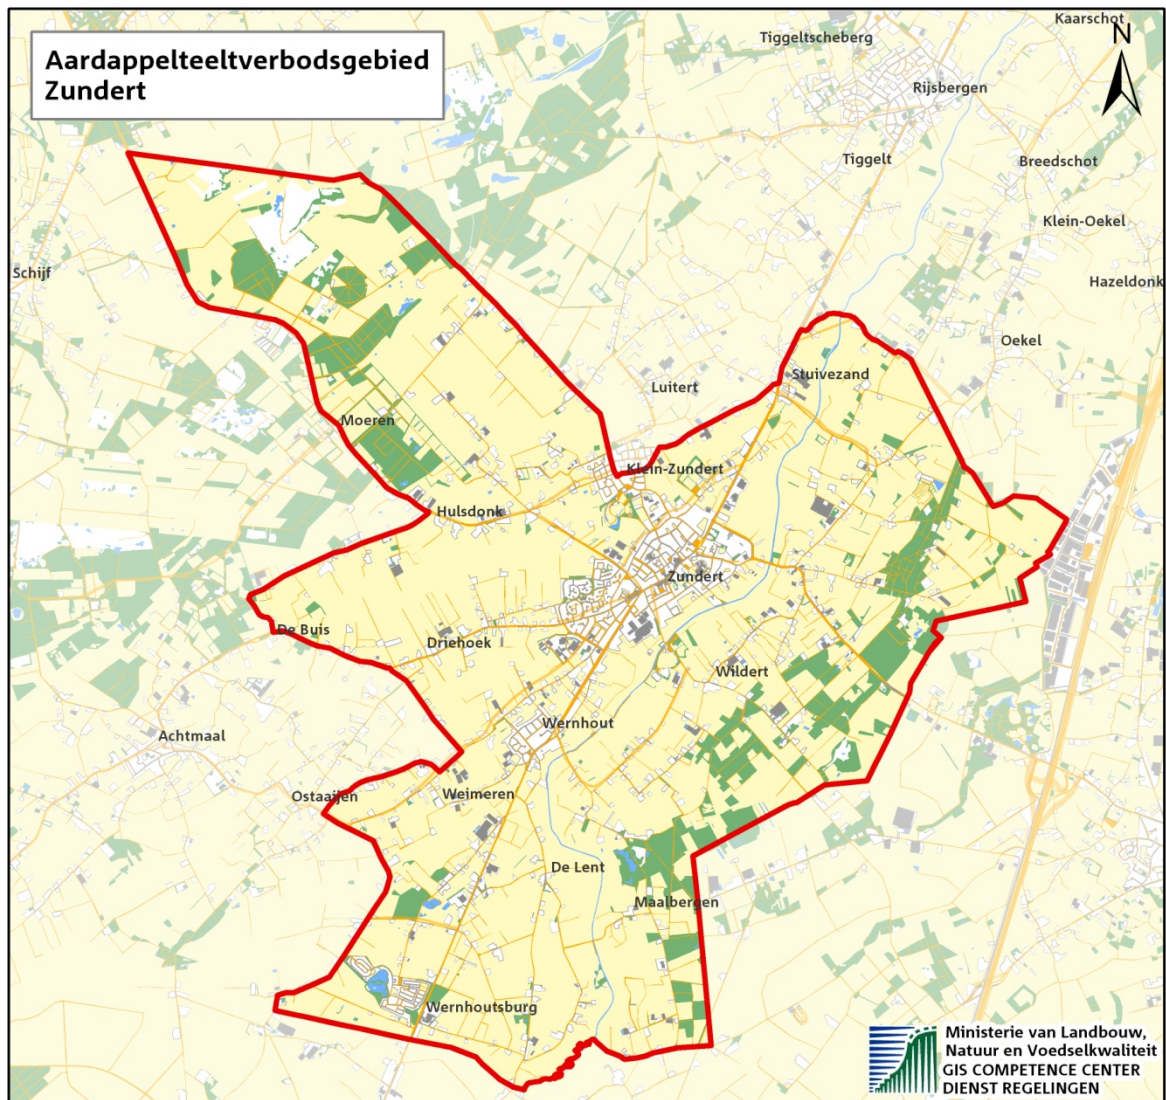 Aardappelteeltverbodsgebied
Zundert
Kaarschot
N
Tiggeltscheberg
Rijsbergen
Tiggelt
Breedschot
Klein-Oekel
Schijf
Hazeldonk
Oekel
Stuivezand
Luitert
Moeren
Klein-Zundert
Hulsdonk
Zundert
De Buis
Driehoek
Wildert
Wernhout
Achtmaal
Ostaaijen
Weimeren
De Lent
Maalbergen
Wernhoutsburg
Ministerie van Landbouw,
Natuur en Voedselkwaliteit
GIS COMPETENCE CENTER
DIENST REGELINGEN